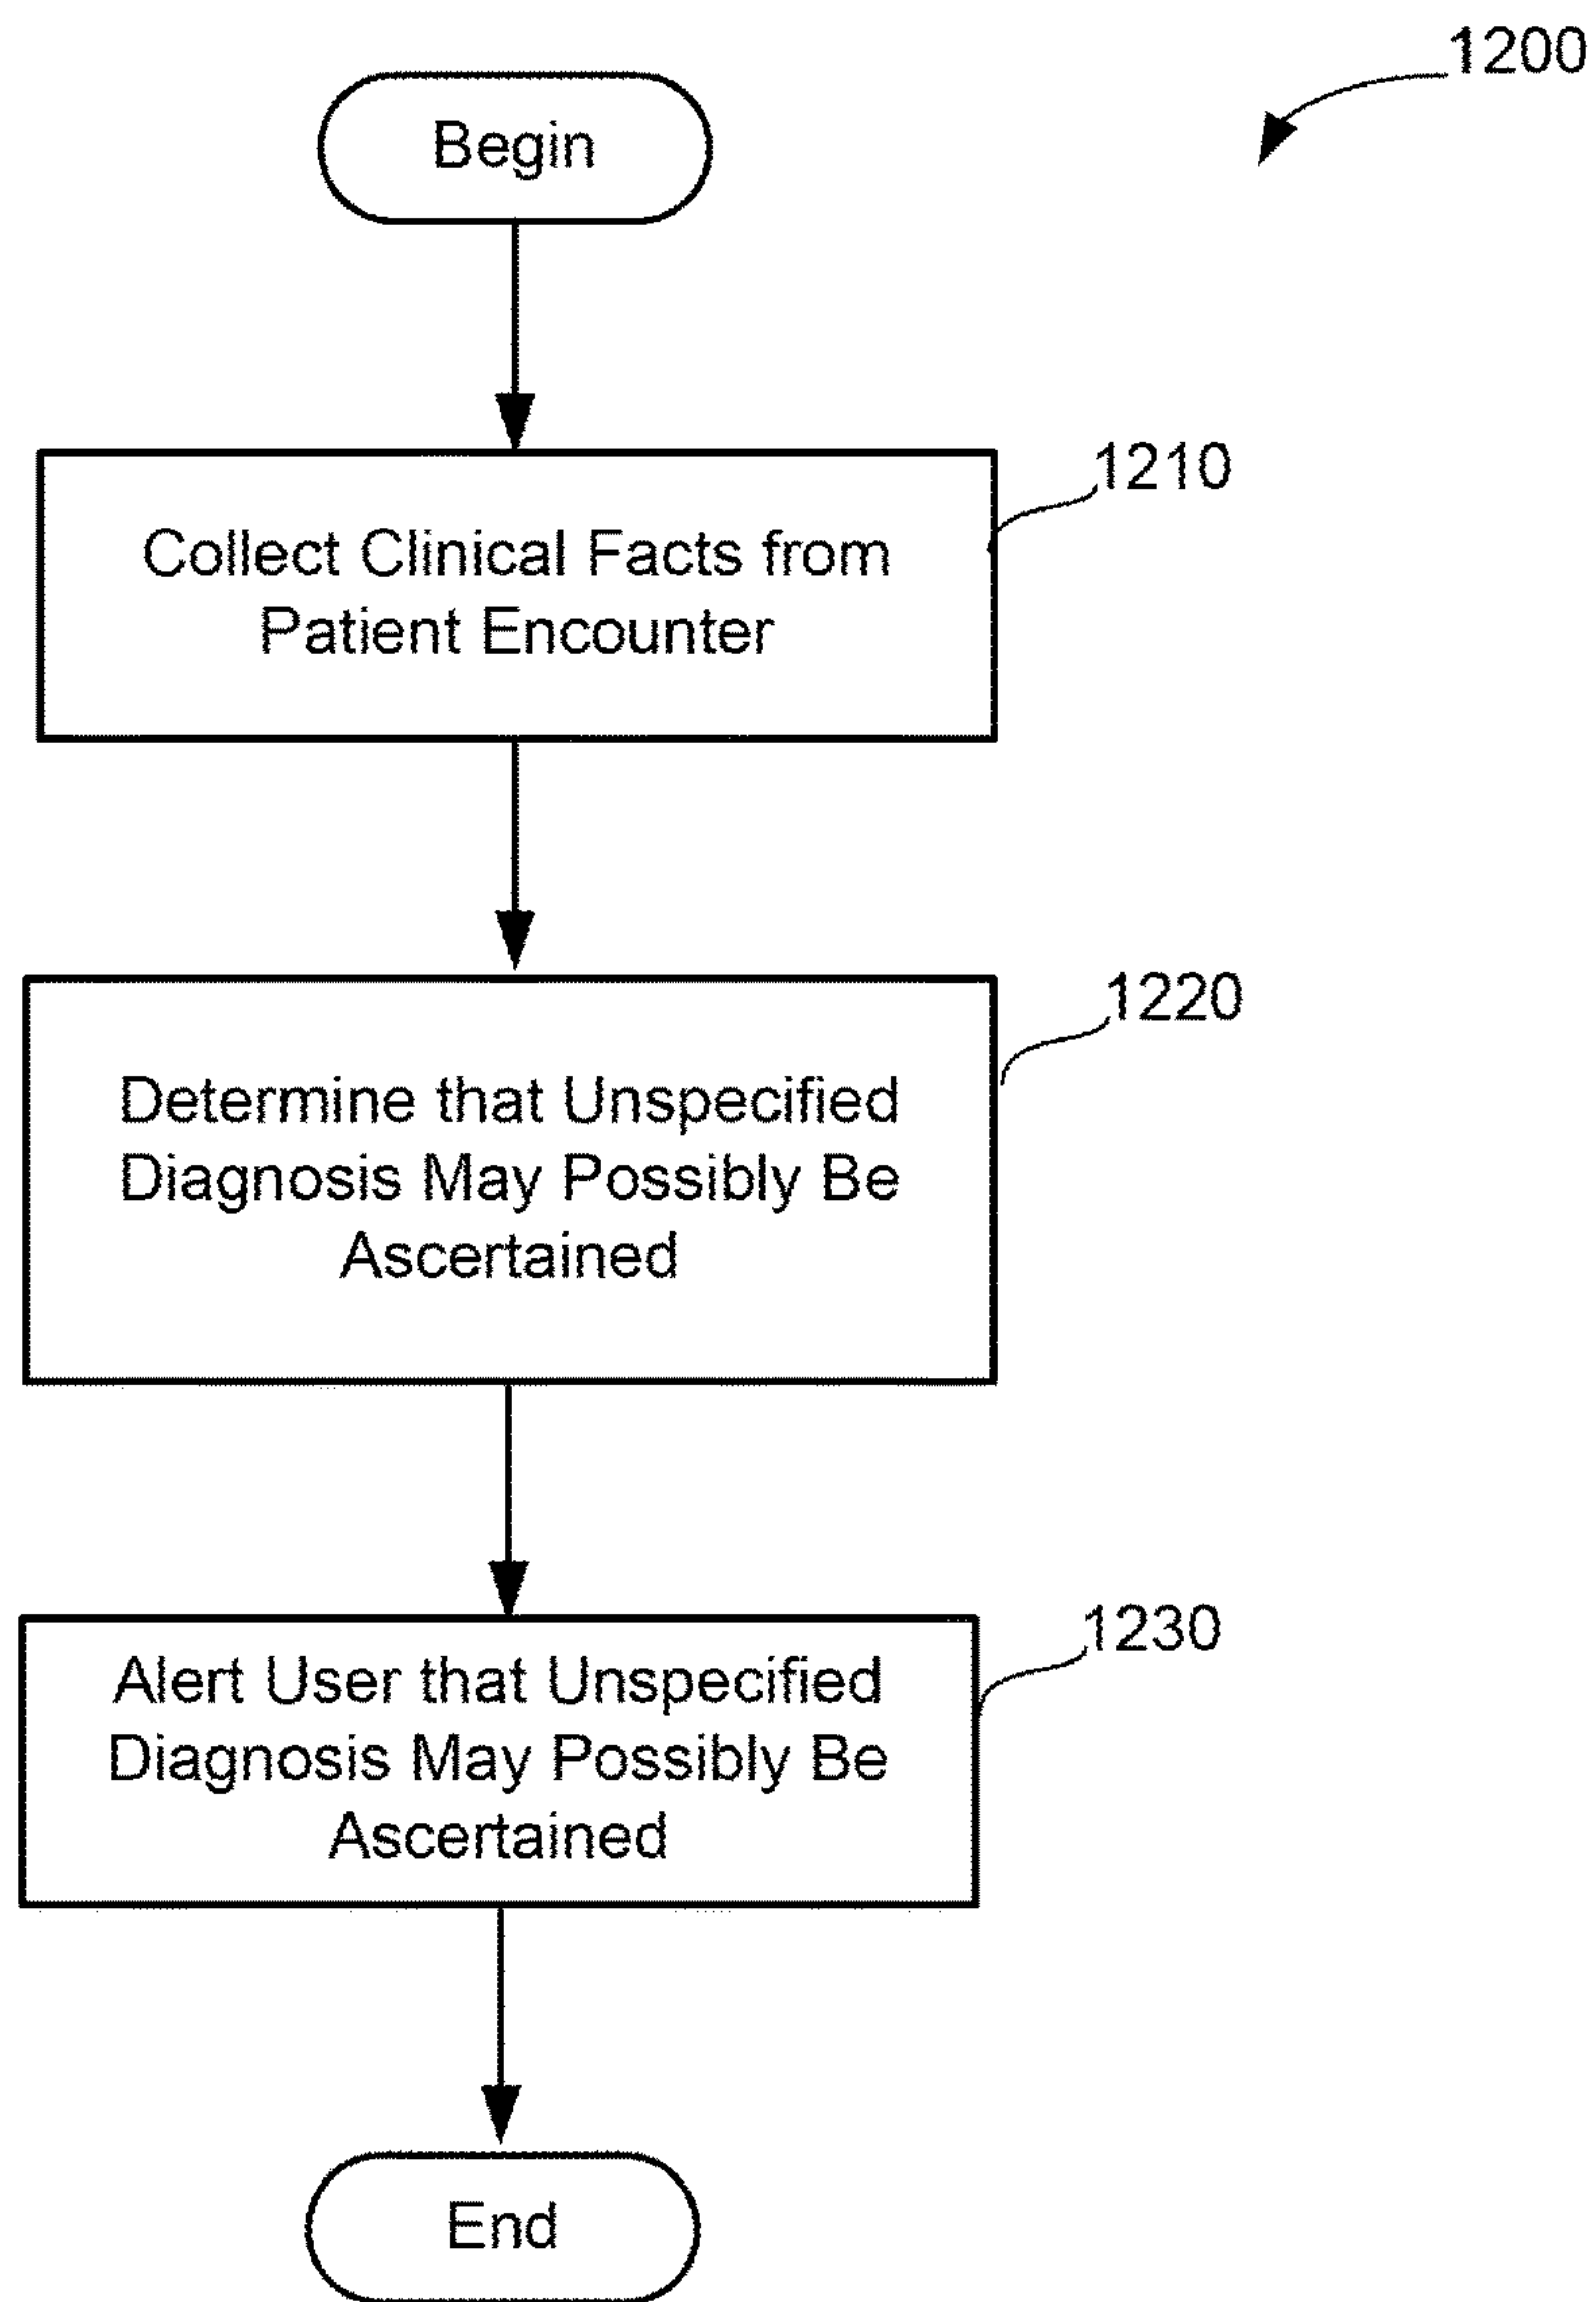 1200
Begin
1210
Collect Clinical Facts from
Patient Encounter
1220
Determine that Unspecified
Diagnosis May Possibly Be
Ascertained
1230
Alert User that Unspecified
Diagnosis May Possibly Be
Ascertained
End